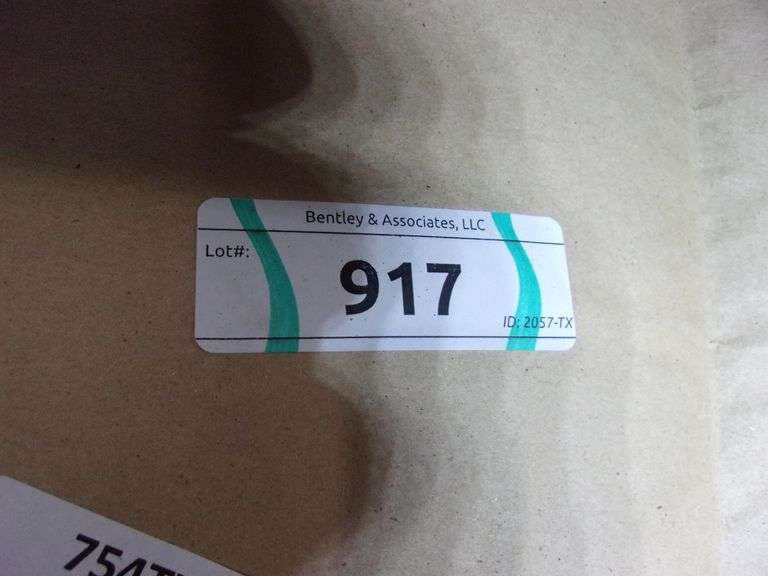 Bentley & Associates, LLC
Lot#:
917
ID: 2057-TX